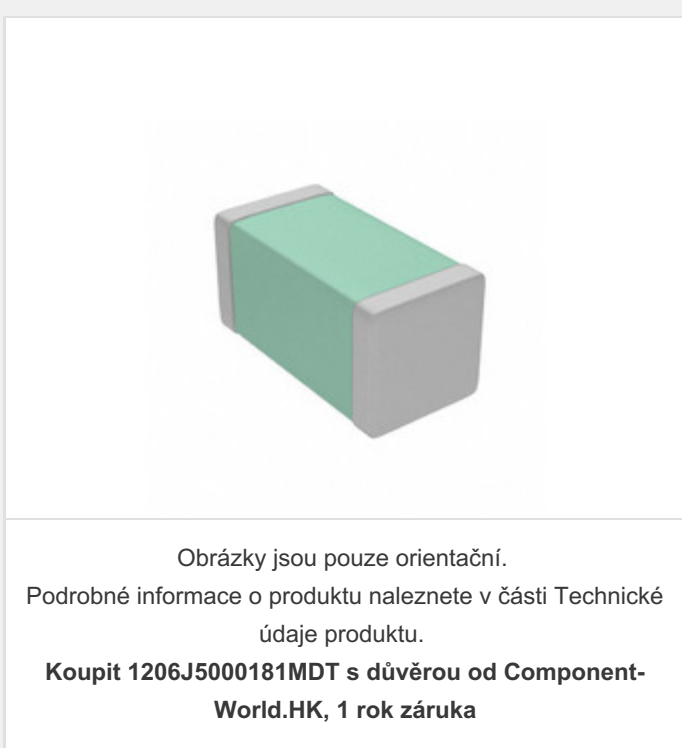 Obrázky jsou pouze orientační.
Podrobné informace o produktu naleznete v části Technické
údaje produktu.
Koupit 1206J5000181MDT s důvěrou od Component-
World.HK, 1 rok záruka